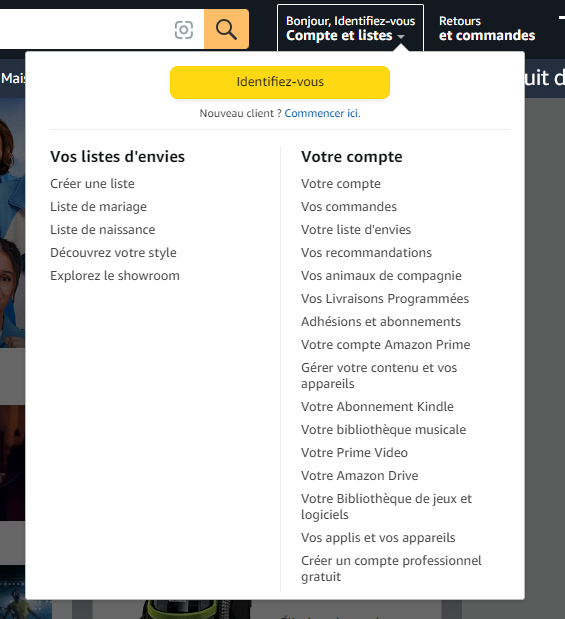 Bonjour, Identifiez-vous
Compte et listes
Retours
et commandes
Mais
uit d
Identifiez-vous
Nouveau client ? Commencer ici.
Vos listes d'envies
Créer une liste
Liste de mariage
Liste de naissance
Découvrez votre style
Explorez le showroom
Votre compte
Votre compte
Vos commandes
Votre liste d'envies
Vos recommandations
Vos animaux de compagnie
Vos Livraisons Programmées
Adhésions et abonnements
Votre compte Amazon Prime
Gérer votre contenu et vos
appareils
Votre Abonnement Kindle
Votre bibliothèque musicale
Votre Prime Video
Votre Amazon Drive
Votre Bibliothèque de jeux et
logiciels
Vos applis et vos appareils
Créer un compte professionnel
gratuit